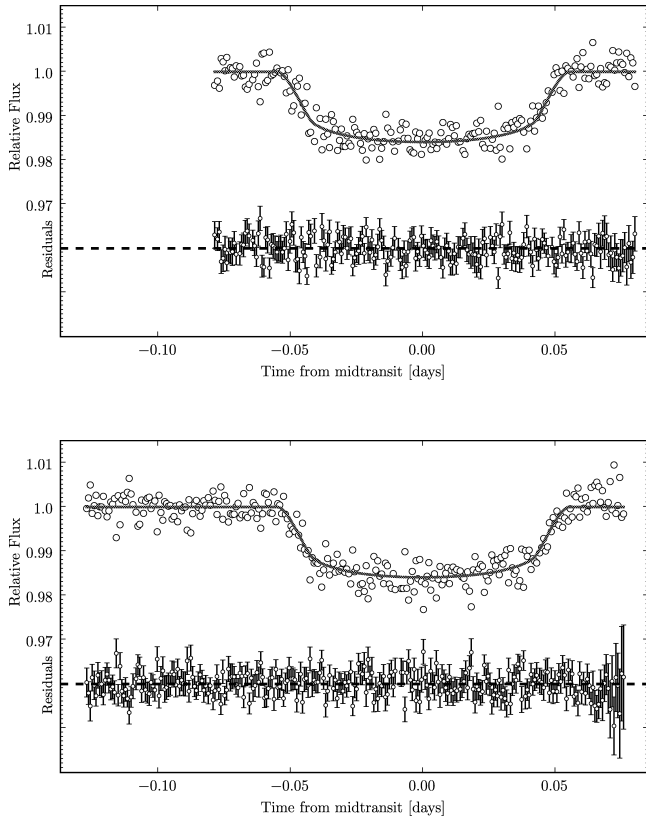 1.01
1.0
0.99
0.98
0.97
Relative Flux
Residuals
−0.10 −0.05 0.00 0.05
Time from midtransit [days]
1.01
1.0
0.99
0.98
0.97
Relative Flux
Residuals
−0.10 −0.05 0.00 0.05
Time from midtransit [days]